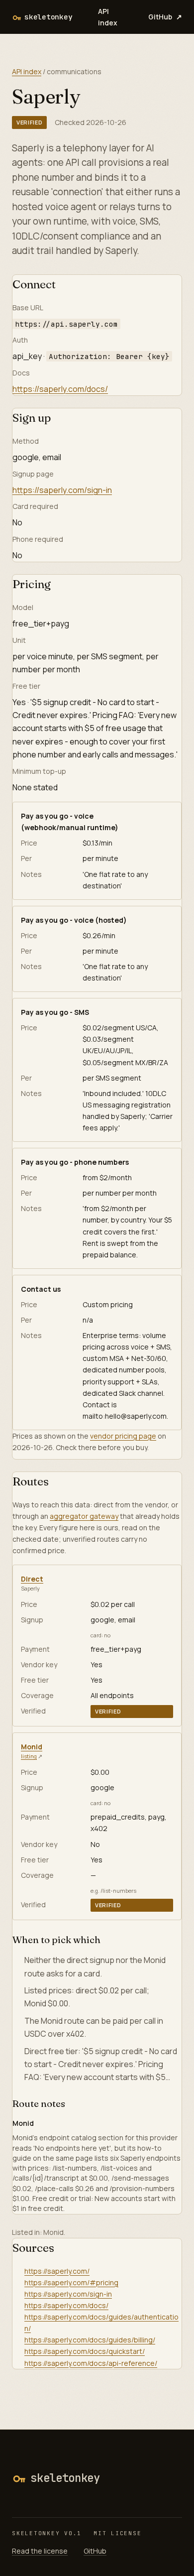 skeletonkey
API
index
GitHub ↗
API index / communications
Saperly
VERIFIED Checked 2026-10-26
Saperly is a telephony layer for AI
agents: one API call provisions a real
phone number and binds it to a
reusable 'connection' that either runs a
hosted voice agent or relays turns to
your own runtime, with voice, SMS,
10DLC/consent compliance and an
audit trail handled by Saperly.
Connect
Base URL
https://api.saperly.com
Auth
api_key · Authorization: Bearer {key}
Docs
https://saperly.com/docs/
Sign up
Method
google, email
Signup page
https://saperly.com/sign-in
Card required
No
Phone required
No
Pricing
Model
free_tier+payg
Unit
per voice minute, per SMS segment, per
number per month
Free tier
Yes · '$5 signup credit - No card to start -
Credit never expires.' Pricing FAQ: 'Every new
account starts with $5 of free usage that
never expires - enough to cover your first
phone number and early calls and messages.'
Minimum top-up
None stated
Pay as you go - voice
(webhook/manual runtime)
Price $0.13/min
Per per minute
Notes 'One flat rate to any
destination'
Pay as you go - voice (hosted)
Price $0.26/min
Per per minute
Notes 'One flat rate to any
destination'
Pay as you go - SMS
Price $0.02/segment US/CA,
$0.03/segment
UK/EU/AU/JP/IL,
$0.05/segment MX/BR/ZA
Per per SMS segment
Notes 'Inbound included.' 10DLC
US messaging registration
handled by Saperly; 'Carrier
fees apply.'
Pay as you go - phone numbers
Price from $2/month
Per per number per month
Notes 'from $2/month per
number, by country. Your $5
credit covers the first.'
Rent is swept from the
prepaid balance.
Contact us
Price Custom pricing
Per n/a
Notes Enterprise terms: volume
pricing across voice + SMS,
custom MSA + Net-30/60,
dedicated number pools,
priority support + SLAs,
dedicated Slack channel.
Contact is
mailto:hello@saperly.com.
Prices as shown on the vendor pricing page on
2026-10-26. Check there before you buy.
Routes
Ways to reach this data: direct from the vendor, or
through an aggregator gateway that already holds
the key. Every figure here is ours, read on the
checked date; unverified routes carry no
confirmed price.
Direct
Saperly
Price $0.02 per call
Signup google, email
card: no
Payment free_tier+payg
Vendor key Yes
Free tier Yes
Coverage All endpoints
Verified VERIFIED
Monid
listing ↗
Price $0.00
Signup google
card: no
Payment prepaid_credits, payg,
x402
Vendor key No
Free tier Yes
Coverage —
e.g. /list-numbers
Verified VERIFIED
When to pick which
Neither the direct signup nor the Monid
route asks for a card.
Listed prices: direct $0.02 per call;
Monid $0.00.
The Monid route can be paid per call in
USDC over x402.
Direct free tier: '$5 signup credit - No card
to start - Credit never expires.' Pricing
FAQ: 'Every new account starts with $5…
Route notes
Monid
Monid's endpoint catalog section for this provider
reads 'No endpoints here yet', but its how-to
guide on the same page lists six Saperly endpoints
with prices: /list-numbers, /list-voices and
/calls/{id}/transcript at $0.00, /send-messages
$0.02, /place-calls $0.26 and /provision-numbers
$1.00. Free credit or trial: New accounts start with
$1 in free credit.
Listed in: Monid.
Sources
https://saperly.com/
https://saperly.com/#pricing
https://saperly.com/sign-in
https://saperly.com/docs/
https://saperly.com/docs/guides/authenticatio
n/
https://saperly.com/docs/guides/billing/
https://saperly.com/docs/quickstart/
https://saperly.com/docs/api-reference/
skeletonkey
SKELETONKEY V0.1 MIT LICENSE
Read the license GitHub